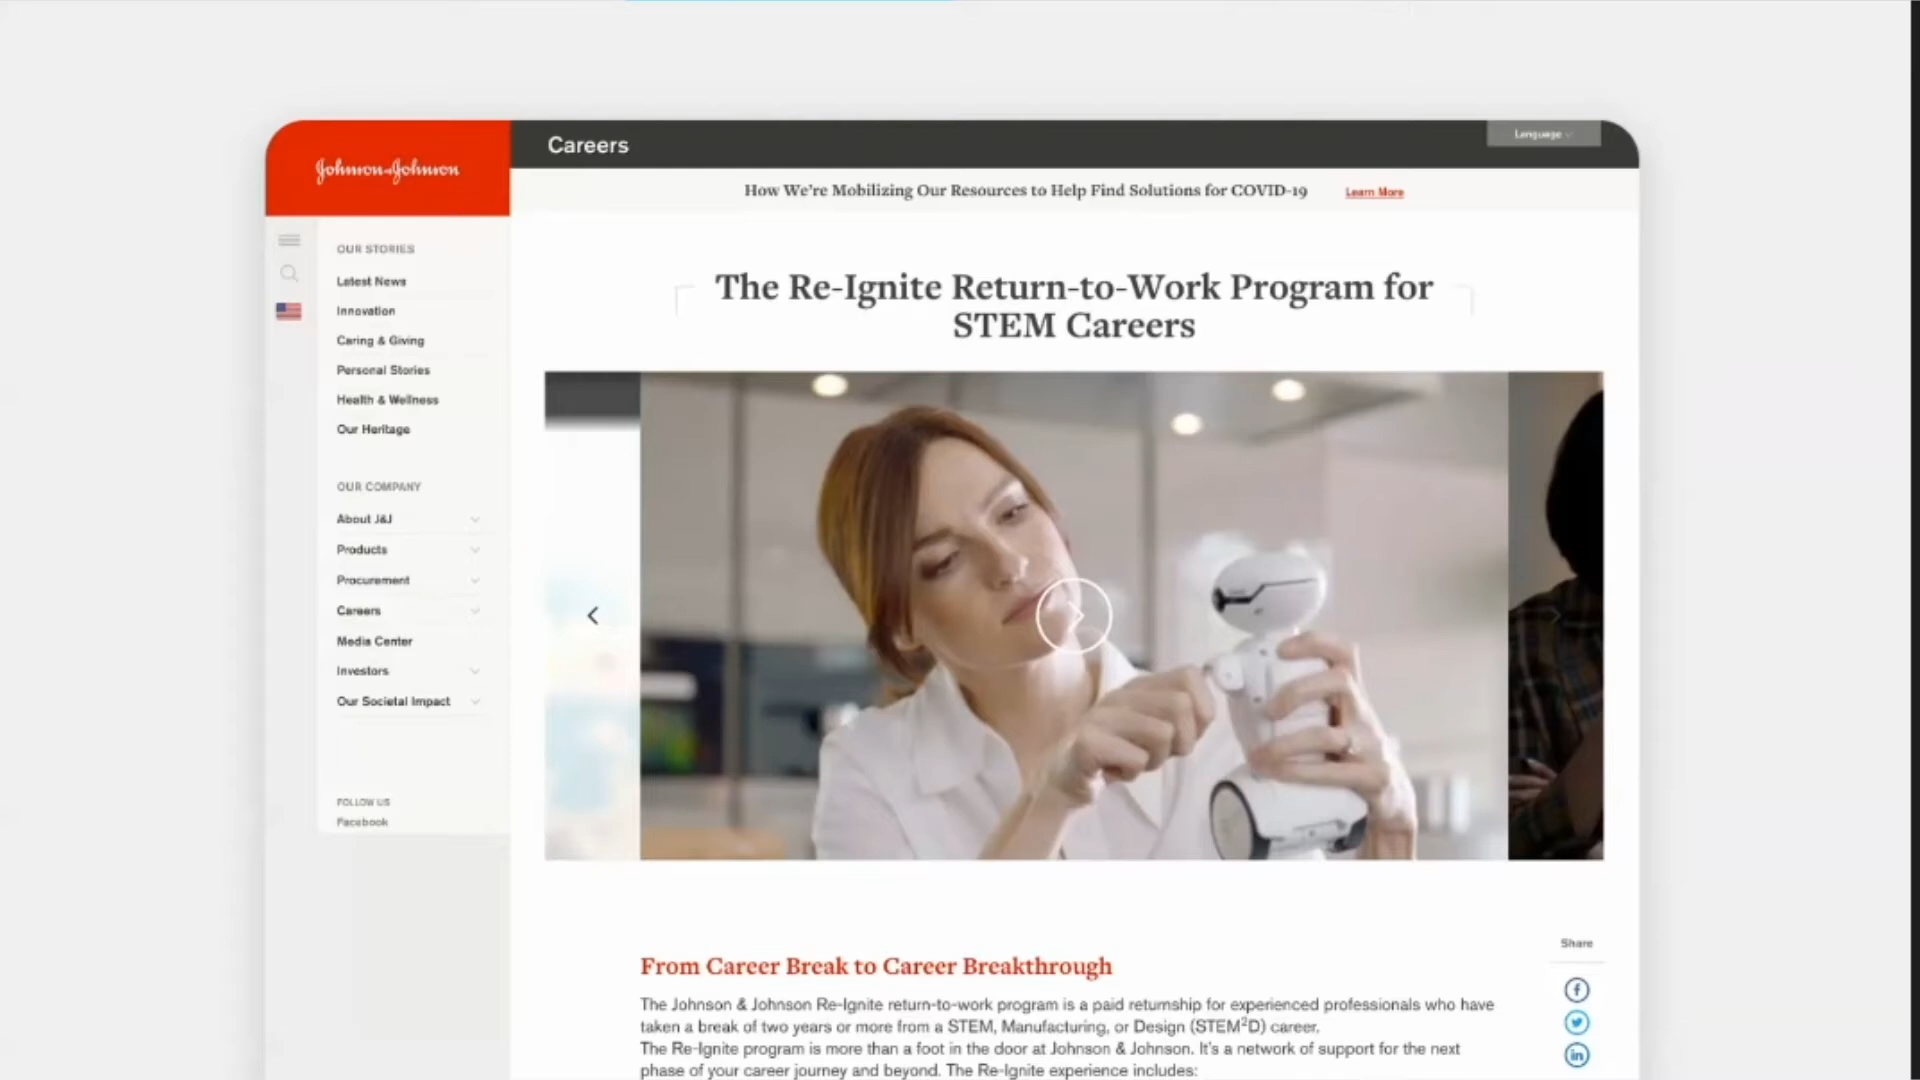 Johnson & Johnson
Careers
Language
How We're Mobilizing Our Resources to Help Find Solutions for COVID-19 Learn More
OUR STORIES
Latest News
Innovation
Caring & Giving
Personal Stories
Health & Wellness
Our Heritage
OUR COMPANY
About J&J
Products
Procurement
Careers
Media Center
Investors
Our Societal Impact
FOLLOW US
Facebook
The Re-Ignite Return-to-Work Program for
STEM Careers
From Career Break to Career Breakthrough
The Johnson & Johnson Re-Ignite return-to-work program is a paid returnship for experienced professionals who have
taken a break of two years or more from a STEM, Manufacturing, or Design (STEM²D) career.
The Re-Ignite program is more than a foot in the door at Johnson & Johnson. It's a network of support for the next
phase of your career journey and beyond. The Re-Ignite experience includes:
Share